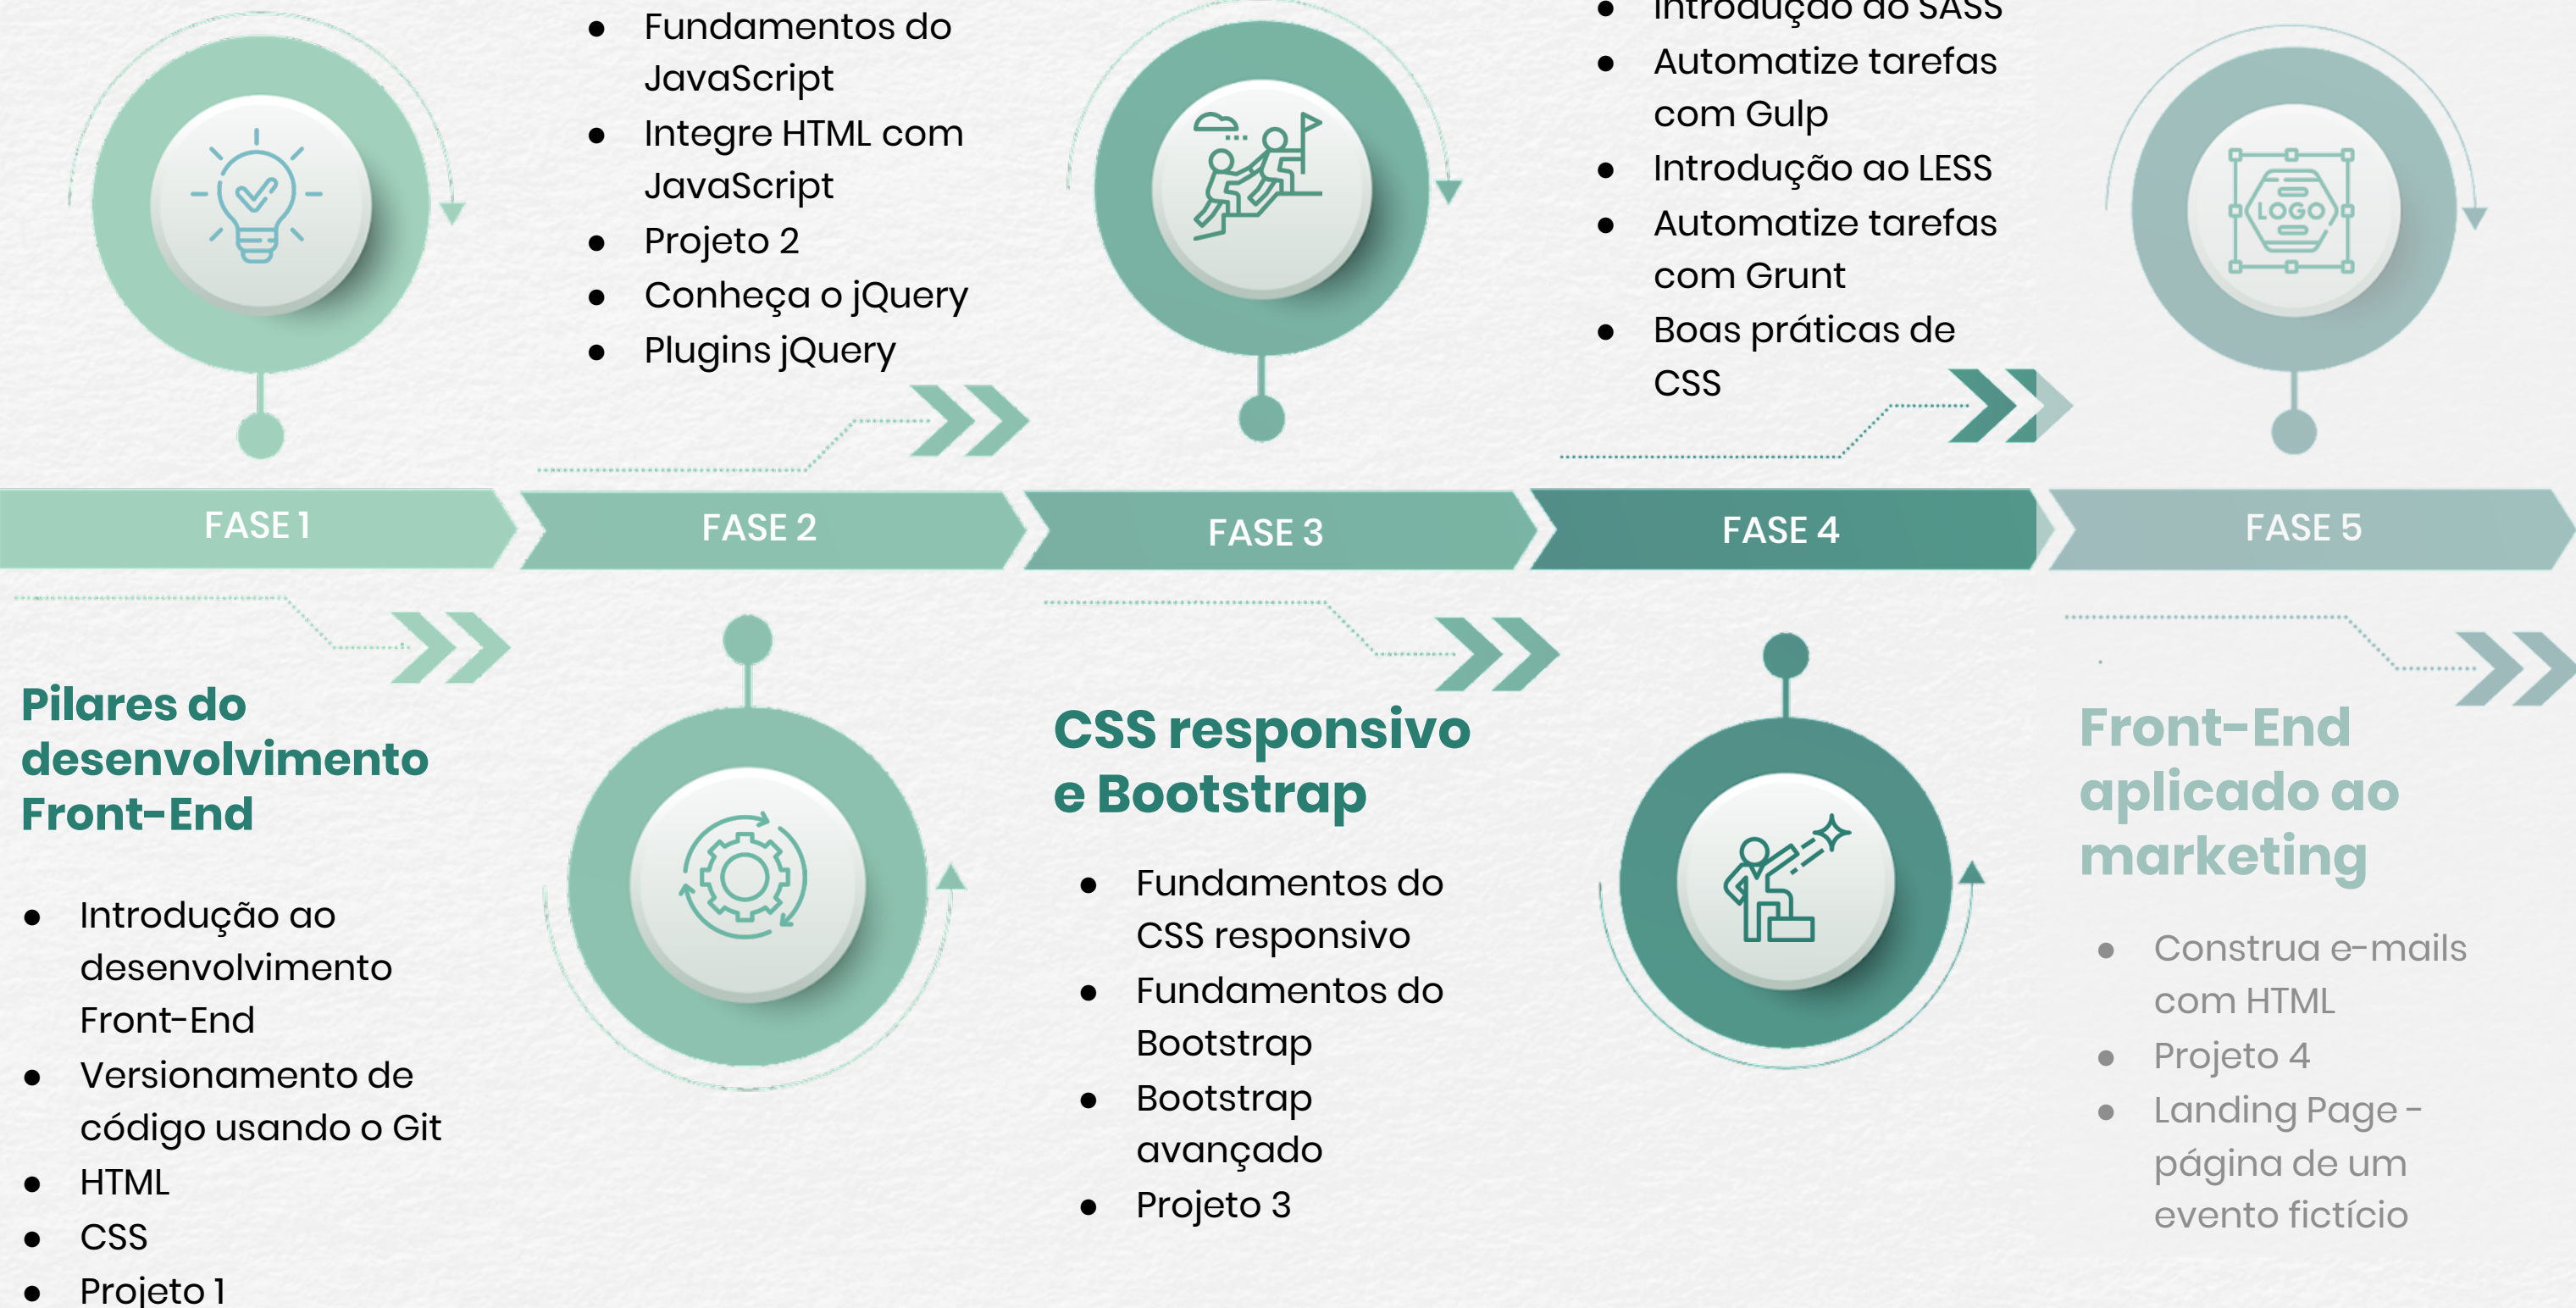 Fundamentos do
JavaScript
Integre HTML com
JavaScript
Projeto 2
Conheça o jQuery
Plugins jQuery
Introdução ao SASS
Automatize tarefas
com Gulp
Introdução ao LESS
Automatize tarefas
com Grunt
Boas práticas de
CSS
LOGO
FASE 1
FASE 2
FASE 3
FASE 4
FASE 5
Pilares do
desenvolvimento
Front-End
Introdução ao
desenvolvimento
Front-End
Versionamento de
código usando o Git
HTML
CSS
Projeto 1
CSS responsivo
e Bootstrap
Fundamentos do
CSS responsivo
Fundamentos do
Bootstrap
Bootstrap
avançado
Projeto 3
Front-End
aplicado ao
marketing
Construa e-mails
com HTML
Projeto 4
Landing Page -
página de um
evento fictício